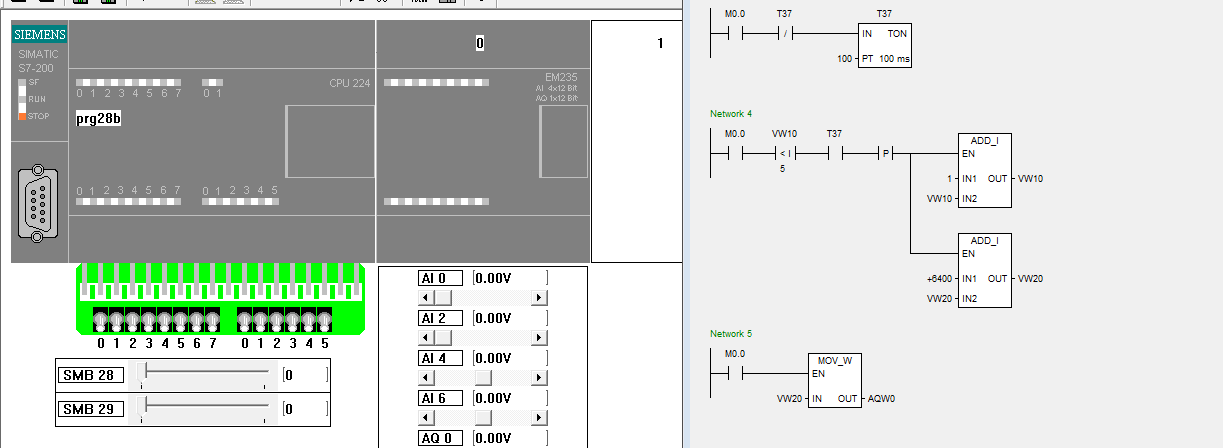 SIEMENS
SIMATIC
S7-200
SF
RUN
STOP
0 1 2 3 4 5 6 7 0 1
prg28b
CPU 224
0 1 2 3 4 5 6 7 0 1 2 3 4 5
0
EM235
AI 4x12 Bit
AQ 1x12 Bit
1
0 1 2 3 4 5 6 7 0 1 2 3 4 5
SMB 28 [0 ]
SMB 29 [0 ]
AI 0 [0.00V ]
AI 2 [0.00V ]
AI 4 [0.00V ]
AI 6 [0.00V ]
AQ 0 [0.00V ]
M0.0 T37 T37
/ IN TON
100 PT 100 ms
Network 4
M0.0 VW10 T37
< I P
5
ADD_I
EN
1 IN1 OUT VW10
VW10 IN2
ADD_I
EN
+6400 IN1 OUT VW20
VW20 IN2
Network 5
M0.0
MOV_W
EN
VW20 IN OUT AQW0